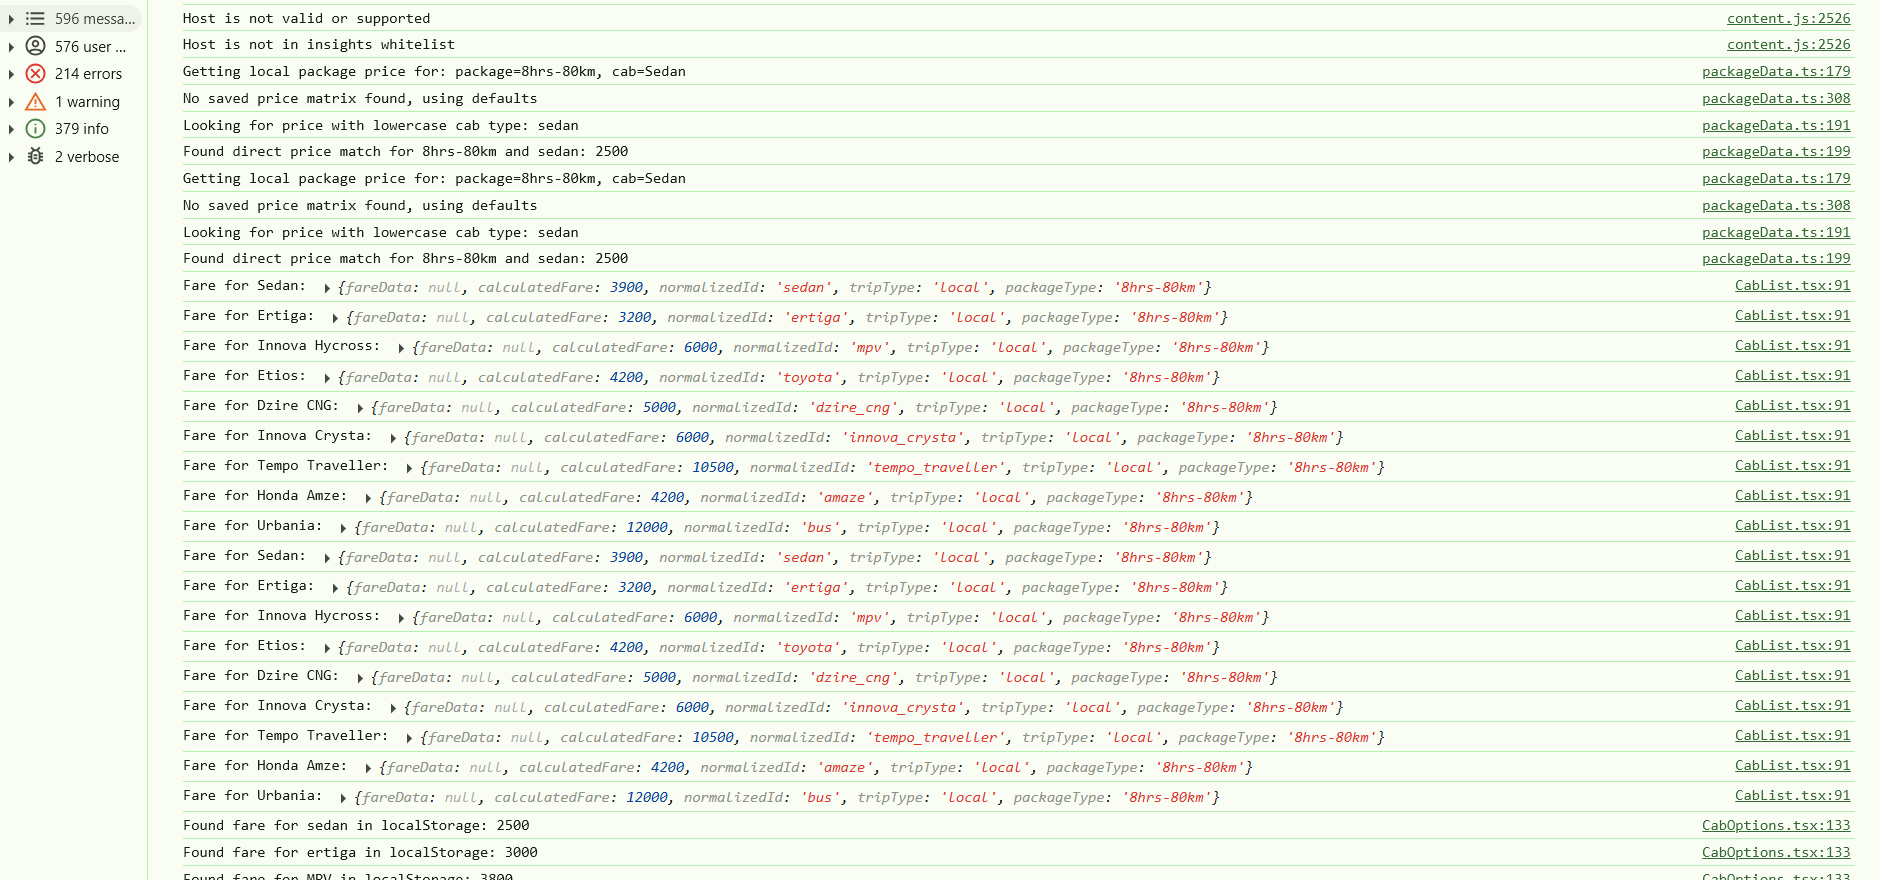 596 messa...
576 user ...
214 errors
1 warning
379 info
2 verbose
Host is not valid or supported content.js:2526
Host is not in insights whitelist content.js:2526
Getting local package price for: package=8hrs-80km, cab=Sedan packageData.ts:179
No saved price matrix found, using defaults packageData.ts:308
Looking for price with lowercase cab type: sedan packageData.ts:191
Found direct price match for 8hrs-80km and sedan: 2500 packageData.ts:199
Getting local package price for: package=8hrs-80km, cab=Sedan packageData.ts:179
No saved price matrix found, using defaults packageData.ts:308
Looking for price with lowercase cab type: sedan packageData.ts:191
Found direct price match for 8hrs-80km and sedan: 2500 packageData.ts:199
Fare for Sedan: {fareData: null, calculatedFare: 3900, normalizedId: 'sedan', tripType: 'local', packageType: '8hrs-80km'} CabList.tsx:91
Fare for Ertiga: {fareData: null, calculatedFare: 3200, normalizedId: 'ertiga', tripType: 'local', packageType: '8hrs-80km'} CabList.tsx:91
Fare for Innova Hycross: {fareData: null, calculatedFare: 6000, normalizedId: 'mpv', tripType: 'local', packageType: '8hrs-80km'} CabList.tsx:91
Fare for Etios: {fareData: null, calculatedFare: 4200, normalizedId: 'toyota', tripType: 'local', packageType: '8hrs-80km'} CabList.tsx:91
Fare for Dzire CNG: {fareData: null, calculatedFare: 5000, normalizedId: 'dzire_cng', tripType: 'local', packageType: '8hrs-80km'} CabList.tsx:91
Fare for Innova Crysta: {fareData: null, calculatedFare: 6000, normalizedId: 'innova_crysta', tripType: 'local', packageType: '8hrs-80km'} CabList.tsx:91
Fare for Tempo Traveller: {fareData: null, calculatedFare: 10500, normalizedId: 'tempo_traveller', tripType: 'local', packageType: '8hrs-80km'} CabList.tsx:91
Fare for Honda Amze: {fareData: null, calculatedFare: 4200, normalizedId: 'amaze', tripType: 'local', packageType: '8hrs-80km'} CabList.tsx:91
Fare for Urbania: {fareData: null, calculatedFare: 12000, normalizedId: 'bus', tripType: 'local', packageType: '8hrs-80km'} CabList.tsx:91
Fare for Sedan: {fareData: null, calculatedFare: 3900, normalizedId: 'sedan', tripType: 'local', packageType: '8hrs-80km'} CabList.tsx:91
Fare for Ertiga: {fareData: null, calculatedFare: 3200, normalizedId: 'ertiga', tripType: 'local', packageType: '8hrs-80km'} CabList.tsx:91
Fare for Innova Hycross: {fareData: null, calculatedFare: 6000, normalizedId: 'mpv', tripType: 'local', packageType: '8hrs-80km'} CabList.tsx:91
Fare for Etios: {fareData: null, calculatedFare: 4200, normalizedId: 'toyota', tripType: 'local', packageType: '8hrs-80km'} CabList.tsx:91
Fare for Dzire CNG: {fareData: null, calculatedFare: 5000, normalizedId: 'dzire_cng', tripType: 'local', packageType: '8hrs-80km'} CabList.tsx:91
Fare for Innova Crysta: {fareData: null, calculatedFare: 6000, normalizedId: 'innova_crysta', tripType: 'local', packageType: '8hrs-80km'} CabList.tsx:91
Fare for Tempo Traveller: {fareData: null, calculatedFare: 10500, normalizedId: 'tempo_traveller', tripType: 'local', packageType: '8hrs-80km'} CabList.tsx:91
Fare for Honda Amze: {fareData: null, calculatedFare: 4200, normalizedId: 'amaze', tripType: 'local', packageType: '8hrs-80km'} CabList.tsx:91
Fare for Urbania: {fareData: null, calculatedFare: 12000, normalizedId: 'bus', tripType: 'local', packageType: '8hrs-80km'} CabList.tsx:91
Found fare for sedan in localStorage: 2500 CabOptions.tsx:133
Found fare for ertiga in localStorage: 3000 CabOptions.tsx:133
Found fare for MPV in localStorage: 3800 CabOptions.tsx:133